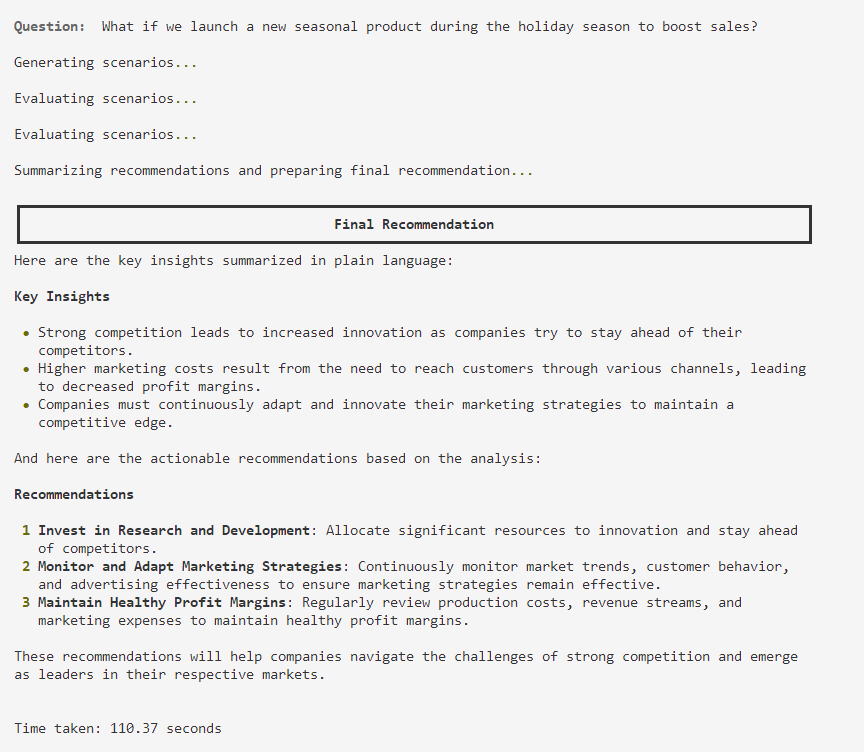 Question: What if we launch a new seasonal product during the holiday season to boost sales?
Generating scenarios...
Evaluating scenarios...
Evaluating scenarios...
Summarizing recommendations and preparing final recommendation...
Final Recommendation
Here are the key insights summarized in plain language:
Key Insights
• Strong competition leads to increased innovation as companies try to stay ahead of their
competitors.
• Higher marketing costs result from the need to reach customers through various channels, leading
to decreased profit margins.
• Companies must continuously adapt and innovate their marketing strategies to maintain a
competitive edge.
And here are the actionable recommendations based on the analysis:
Recommendations
1 Invest in Research and Development: Allocate significant resources to innovation and stay ahead
of competitors.
2 Monitor and Adapt Marketing Strategies: Continuously monitor market trends, customer behavior,
and advertising effectiveness to ensure marketing strategies remain effective.
3 Maintain Healthy Profit Margins: Regularly review production costs, revenue streams, and
marketing expenses to maintain healthy profit margins.
These recommendations will help companies navigate the challenges of strong competition and emerge
as leaders in their respective markets.
Time taken: 110.37 seconds